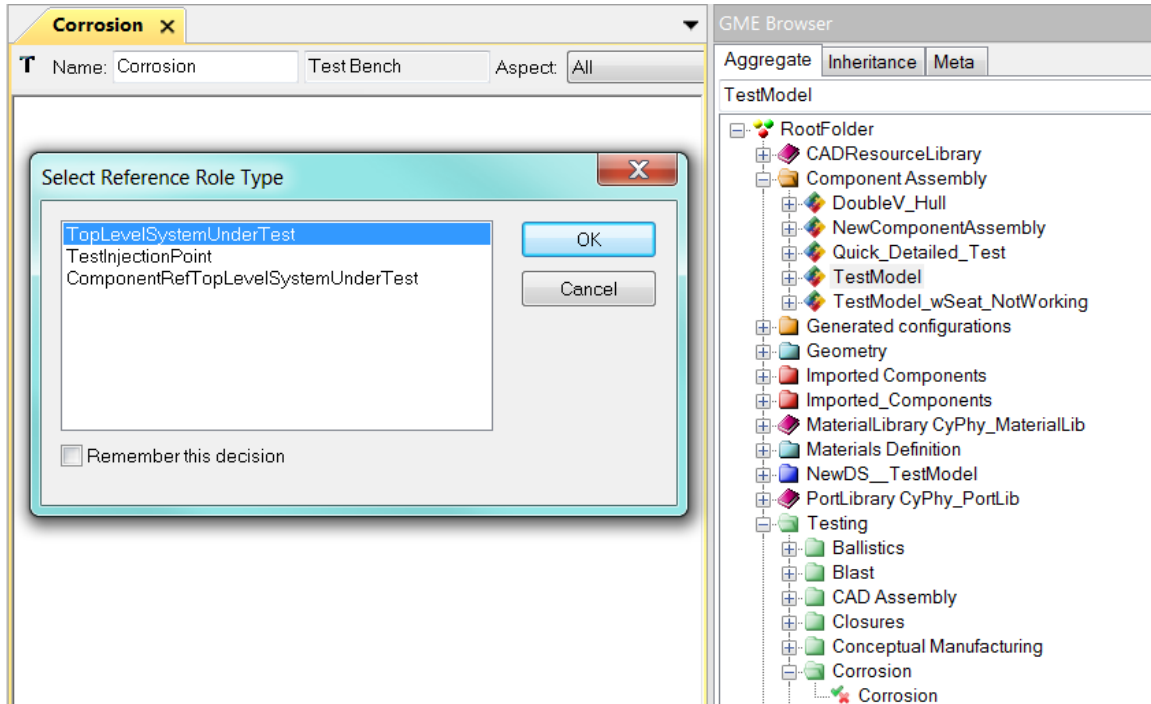 Corrosion
Name: Corrosion Test Bench Aspect: All
Select Reference Role Type
TopLevelSystemUnderTest
TestInjectionPoint
ComponentRefTopLevelSystemUnderTest
OK
Cancel
Remember this decision
GME Browser
Aggregate Inheritance Meta
TestModel
RootFolder
CADResourceLibrary
Component Assembly
DoubleV_Hull
NewComponentAssembly
Quick_Detailed_Test
TestModel
TestModel_wSeat_NotWorking
Generated configurations
Geometry
Imported Components
Imported_Components
MaterialLibrary CyPhy_MaterialLib
Materials Definition
NewDS__TestModel
PortLibrary CyPhy_PortLib
Testing
Ballistics
Blast
CAD Assembly
Closures
Conceptual Manufacturing
Corrosion
Corrosion